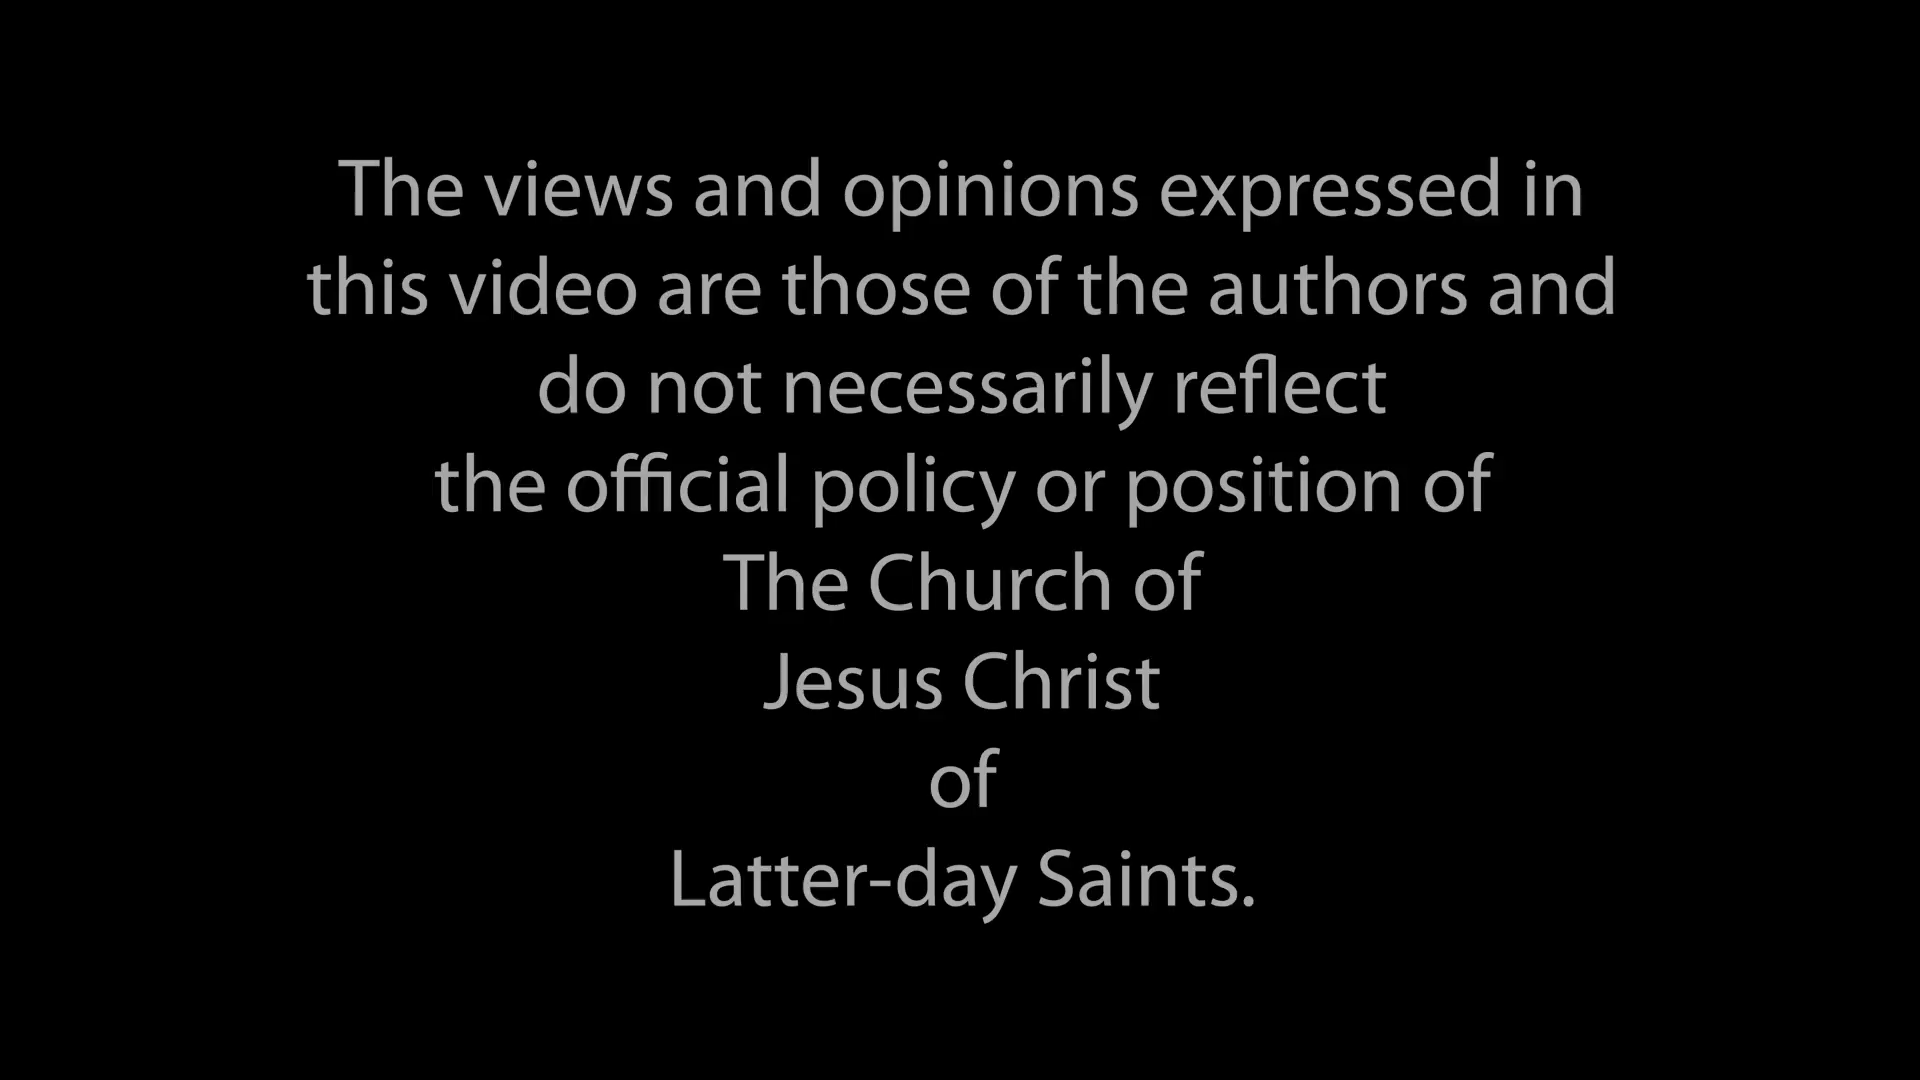 The views and opinions expressed in
this video are those of the authors and
do not necessarily reflect
the official policy or position of
The Church of
Jesus Christ
of
Latter-day Saints.